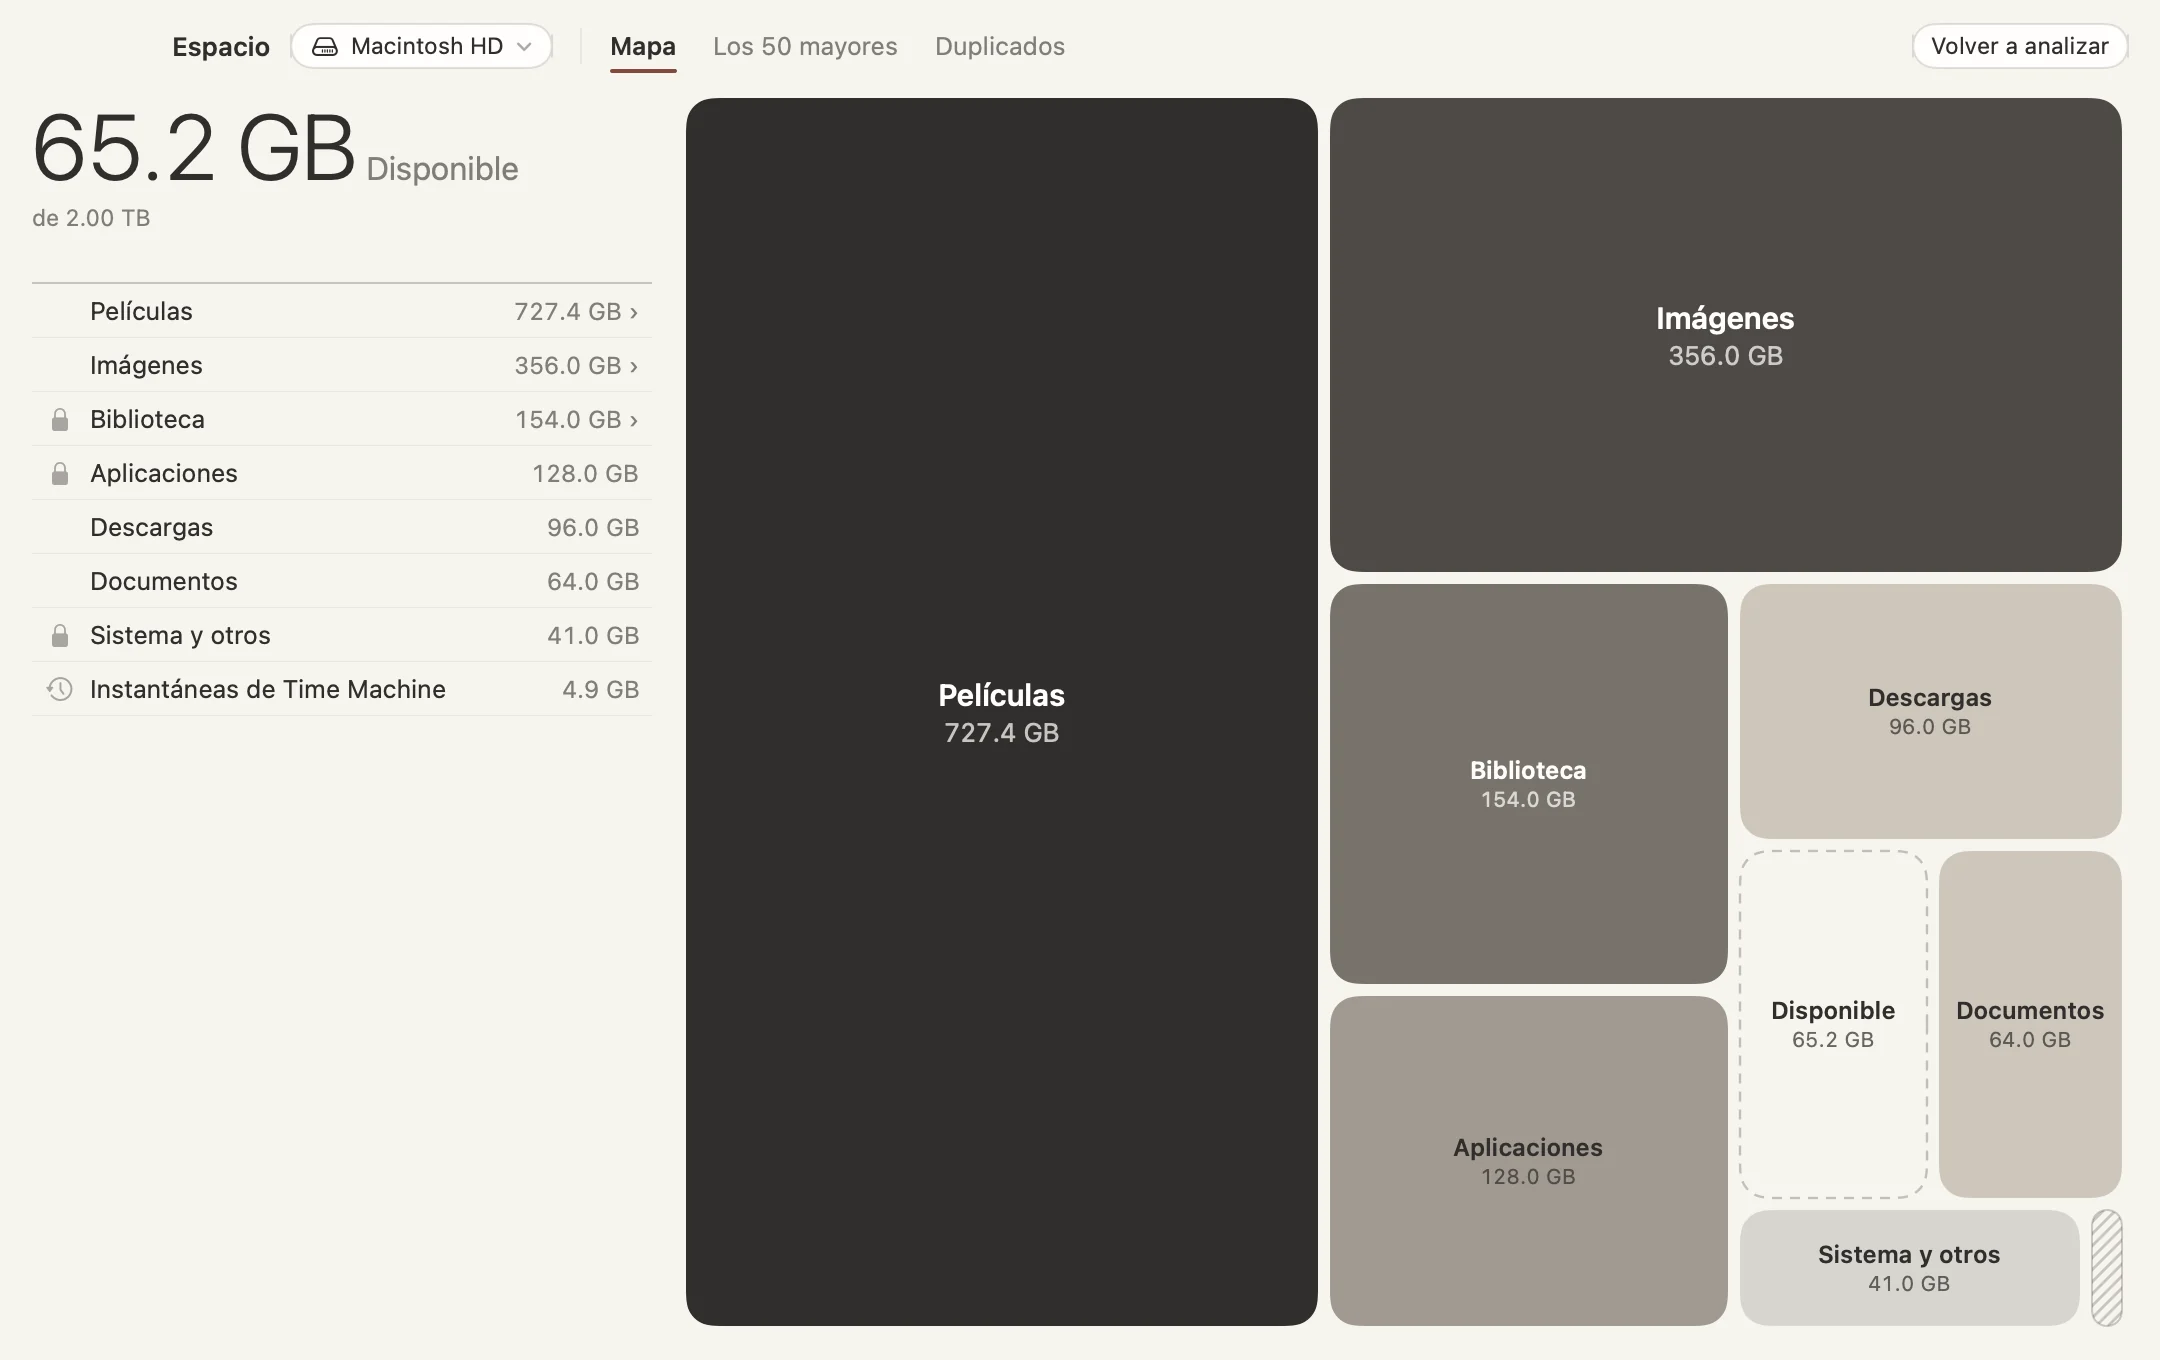 Espacio
Macintosh HD
Mapa
Los 50 mayores
Duplicados
Volver a analizar
65.2 GB Disponible
de 2.00 TB
Películas 727.4 GB ›
Imágenes 356.0 GB ›
Biblioteca 154.0 GB ›
Aplicaciones 128.0 GB
Descargas 96.0 GB
Documentos 64.0 GB
Sistema y otros 41.0 GB
Instantáneas de Time Machine 4.9 GB
Películas
727.4 GB
Imágenes
356.0 GB
Biblioteca
154.0 GB
Descargas
96.0 GB
Aplicaciones
128.0 GB
Disponible
65.2 GB
Documentos
64.0 GB
Sistema y otros
41.0 GB